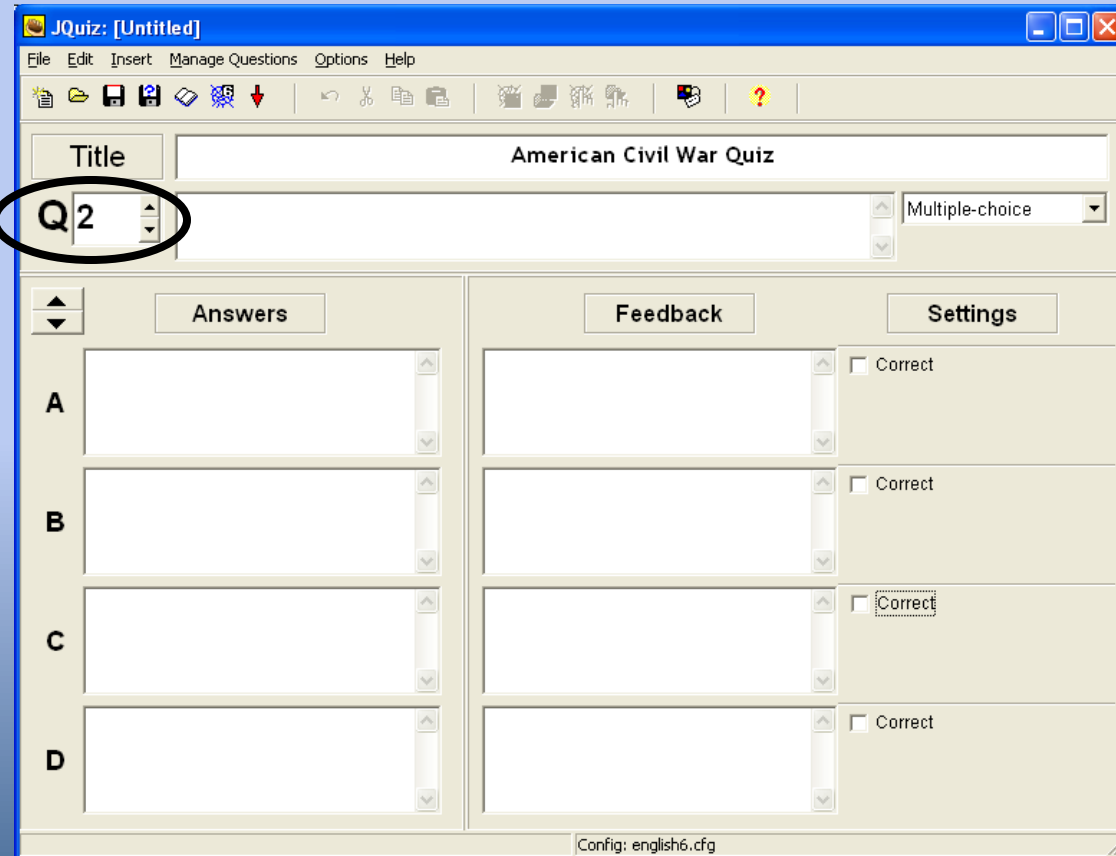 JQuiz: [Untitled]
File Edit Insert Manage Questions Options Help
Title American Civil War Quiz
Q 2 Multiple-choice
Answers Feedback Settings
A Correct
B Correct
C Correct
D Correct
Config: english6.cfg